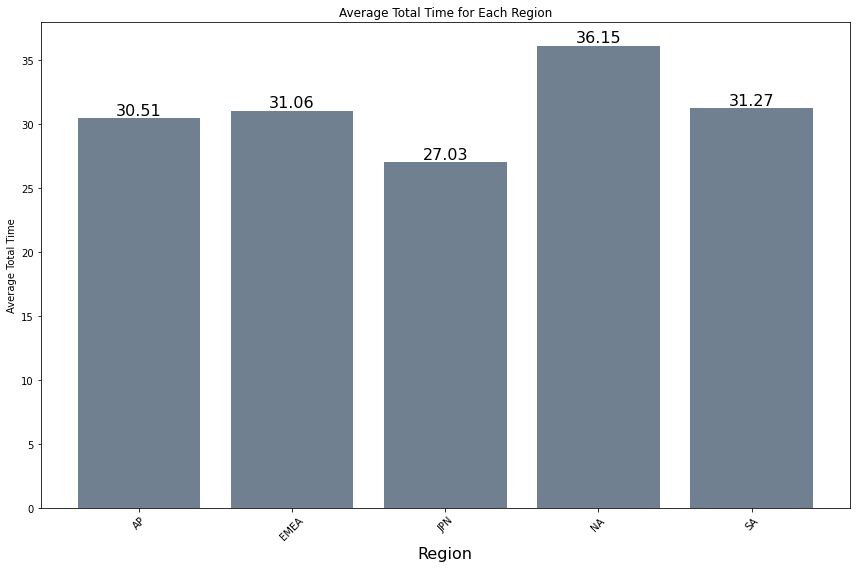 Average Total Time for Each Region
Average Total Time
35
30
25
20
15
10
5
0
30.51
31.06
27.03
36.15
31.27
AP
EMEA
JPN
NA
SA
Region